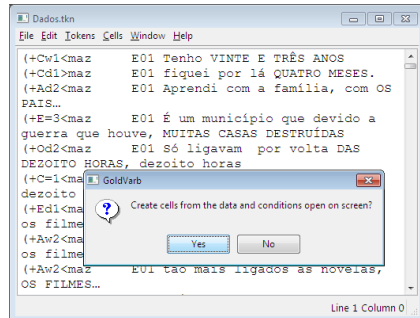 Dados.tkn
File Edit Tokens Cells Window Help
(+Cw1<maz E01 Tenho VINTE E TRÊS ANOS
(+Cd1>maz E01 fiquei por lá QUATRO MESES.
(+Ad2<maz E01 Aprendi com a família, com OS
PAIS…
(+E=3<maz E01 É um município que devido a
guerra que houve, MUITAS CASAS DESTRUÍDAS
(+Od2<maz E01 Só ligavam por volta DAS
DEZOITO HORAS, dezoito horas
(+C=1<ma
dezoito
(+Ed1<ma
os filme
(+Aw2<ma
os filme
(+Aw2<maz E01 tão mais ligados às novelas,
OS FILMES…
GoldVarb
Create cells from the data and conditions open on screen?
Yes No
Line 1 Column 0